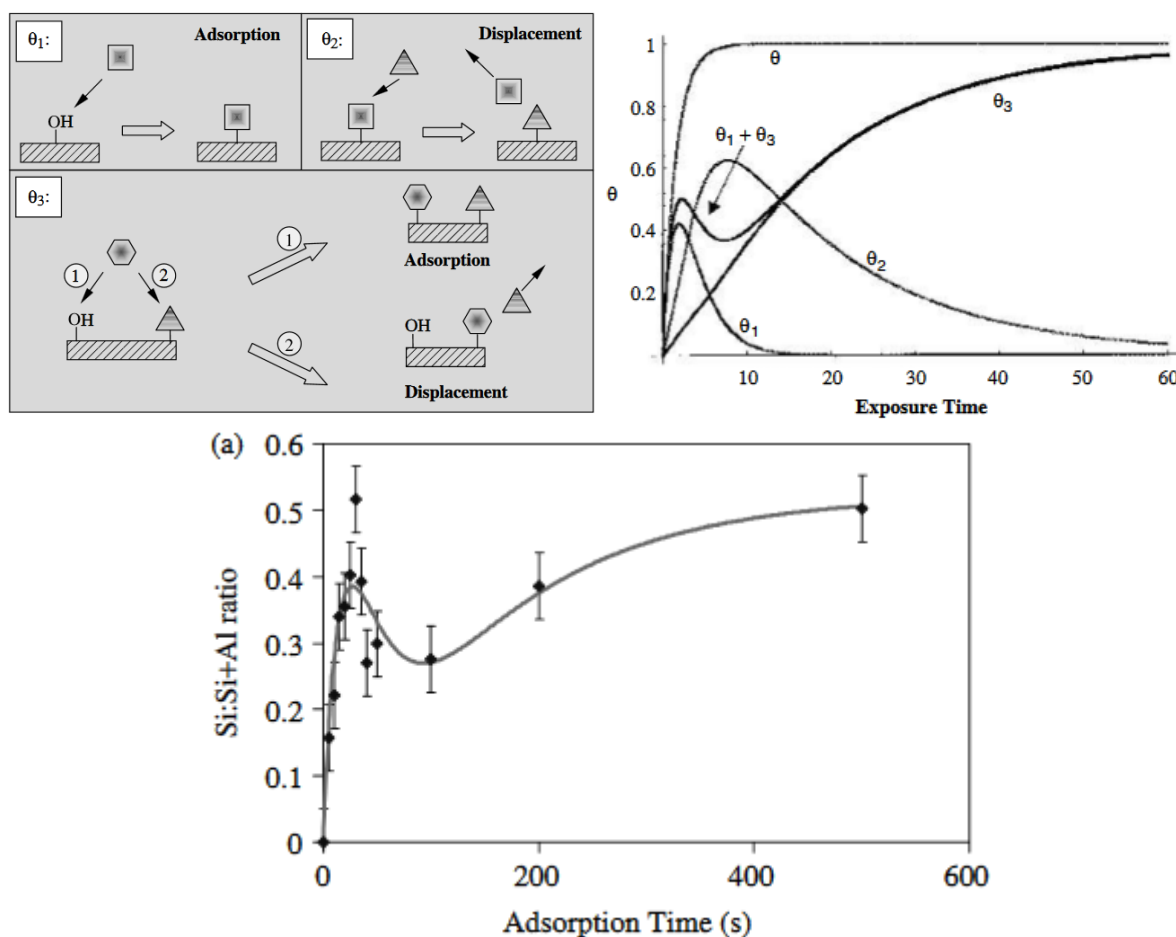 θ1:
Adsorption
OH
θ2:
Displacement
θ3:
1
2
OH
1
Adsorption
2
OH
Displacement
1
0.8
0.6
0.4
0.2
θ
θ
θ3
θ1 + θ3
θ2
θ1
10
20
30
40
50
60
Exposure Time
(a)
0.6
0.5
0.4
0.3
0.2
0.1
0
Si:Si+Al ratio
0
200
400
600
Adsorption Time (s)